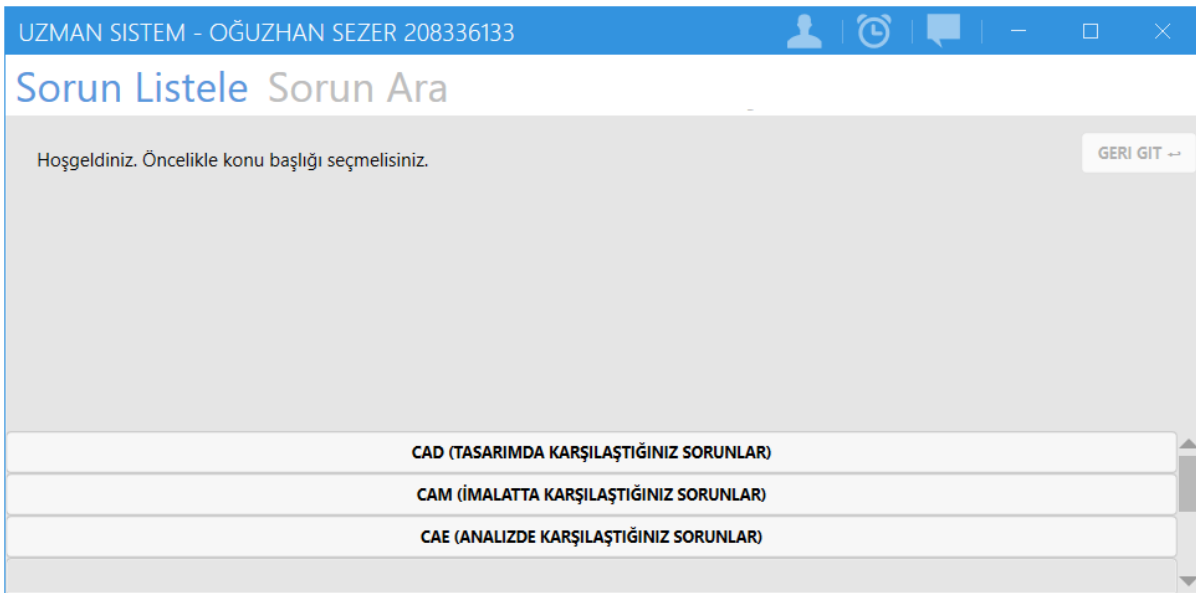 UZMAN SISTEM - OĞUZHAN SEZER 208336133
Sorun Listele Sorun Ara
Hoşgeldiniz. Öncelikle konu başlığı seçmelisiniz.
GERI GIT
CAD (TASARIMDA KARŞILAŞTIĞINIZ SORUNLAR)
CAM (İMALATTA KARŞILAŞTIĞINIZ SORUNLAR)
CAE (ANALIZDE KARŞILAŞTIĞINIZ SORUNLAR)